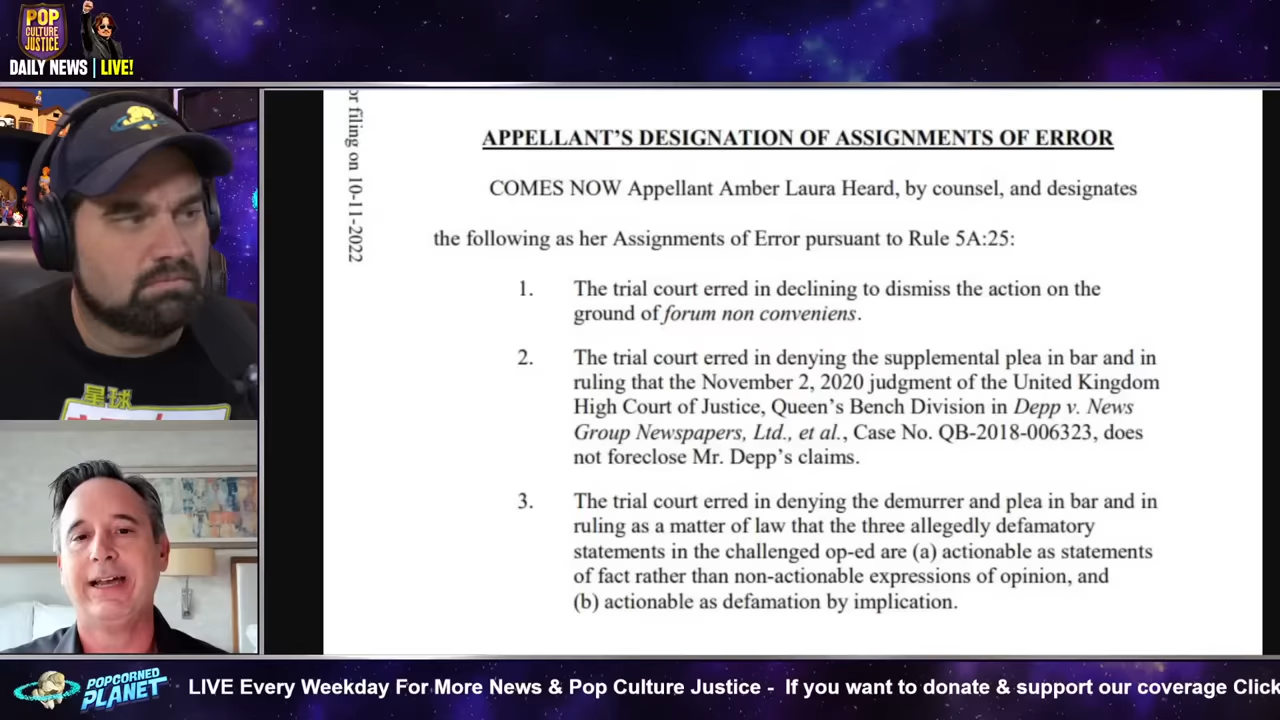 POP
CULTURE
JUSTICE
DAILY NEWS | LIVE!
or filing on 10-11-2022
APPELLANT'S DESIGNATION OF ASSIGNMENTS OF ERROR
COMES NOW Appellant Amber Laura Heard, by counsel, and designates
the following as her Assignments of Error pursuant to Rule 5A:25:
1. The trial court erred in declining to dismiss the action on the
ground of forum non conveniens.
2. The trial court erred in denying the supplemental plea in bar and in
ruling that the November 2, 2020 judgment of the United Kingdom
High Court of Justice, Queen's Bench Division in Depp v. News
Group Newspapers, Ltd., et al., Case No. QB-2018-006323, does
not foreclose Mr. Depp's claims.
3. The trial court erred in denying the demurrer and plea in bar and in
ruling as a matter of law that the three allegedly defamatory
statements in the challenged op-ed are (a) actionable as statements
of fact rather than non-actionable expressions of opinion, and
(b) actionable as defamation by implication.
星球
POPCORNED
PLANET
LIVE Every Weekday For More News & Pop Culture Justice - If you want to donate & support our coverage Click